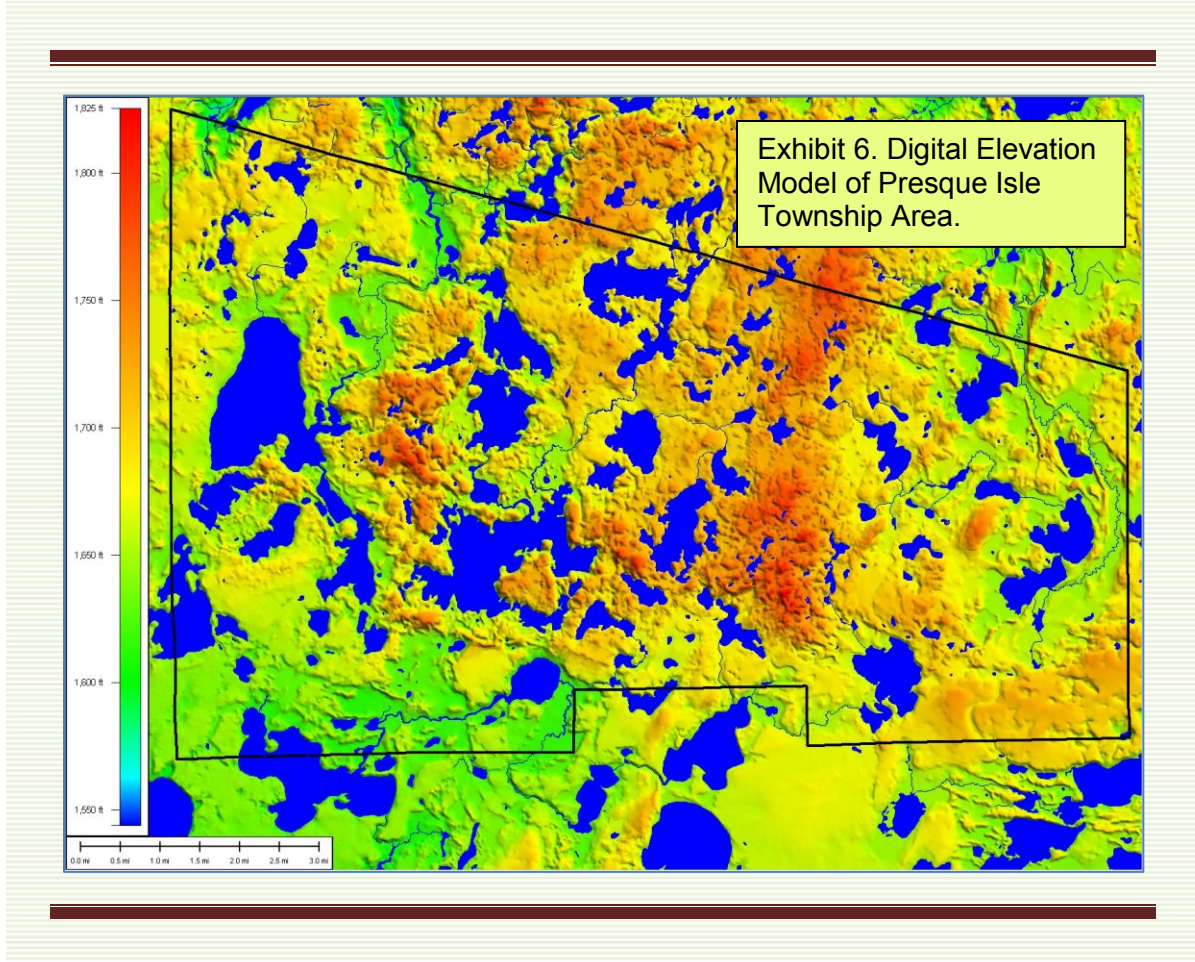 Exhibit 6. Digital Elevation
Model of Presque Isle
Township Area.
1,825 ft
1,800 ft
1,750 ft
1,700 ft
1,650 ft
1,600 ft
1,550 ft
0.0 mi 0.5 mi 1.0 mi 1.5 mi 2.0 mi 2.5 mi 3.0 mi